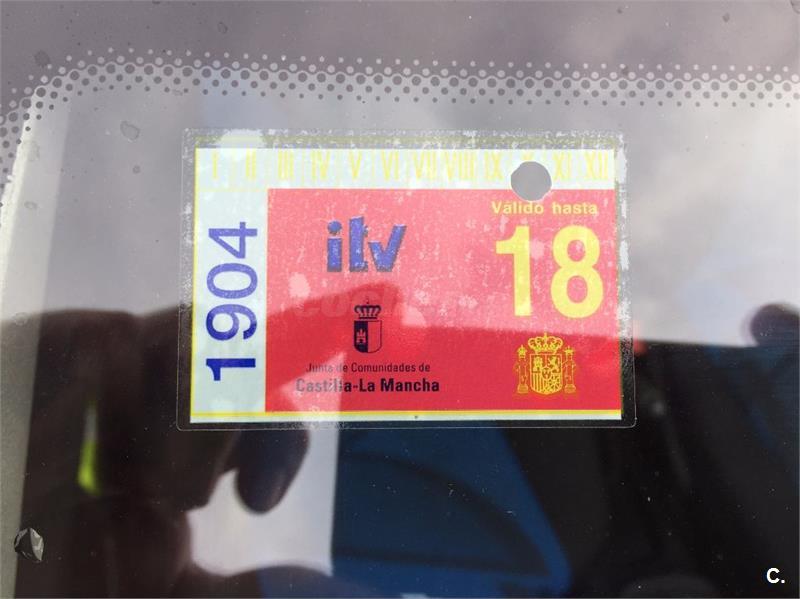 I II III IV V VI VII VIII IX X XI XII
Válido hasta
18
itv
1904
Junta de Comunidades de
Castilla-La Mancha
C.